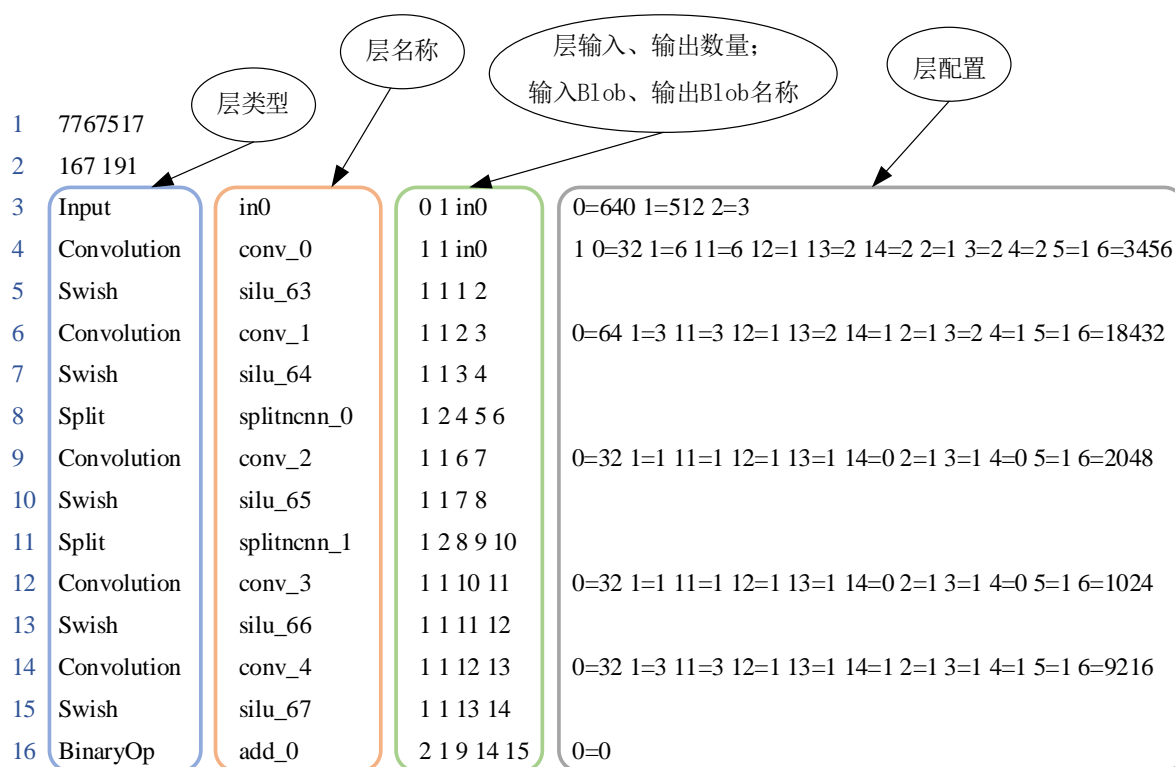 层名称
层输入、输出数量；
输入Blob、输出Blob名称
层配置
层类型
1 7767517
2 167 191
3 Input in0 0 1 in0 0=640 1=512 2=3
4 Convolution conv_0 1 1 in0 1 0=32 1=6 11=6 12=1 13=2 14=2 2=1 3=2 4=2 5=1 6=3456
5 Swish silu_63 1 1 1 2
6 Convolution conv_1 1 1 2 3 0=64 1=3 11=3 12=1 13=2 14=1 2=1 3=2 4=1 5=1 6=18432
7 Swish silu_64 1 1 3 4
8 Split splitncnn_0 1 2 4 5 6
9 Convolution conv_2 1 1 6 7 0=32 1=1 11=1 12=1 13=1 14=0 2=1 3=1 4=0 5=1 6=2048
10 Swish silu_65 1 1 7 8
11 Split splitncnn_1 1 2 8 9 10
12 Convolution conv_3 1 1 10 11 0=32 1=1 11=1 12=1 13=1 14=0 2=1 3=1 4=0 5=1 6=1024
13 Swish silu_66 1 1 11 12
14 Convolution conv_4 1 1 12 13 0=32 1=3 11=3 12=1 13=1 14=1 2=1 3=1 4=1 5=1 6=9216
15 Swish silu_67 1 1 13 14
16 BinaryOp add_0 2 1 9 14 15 0=0